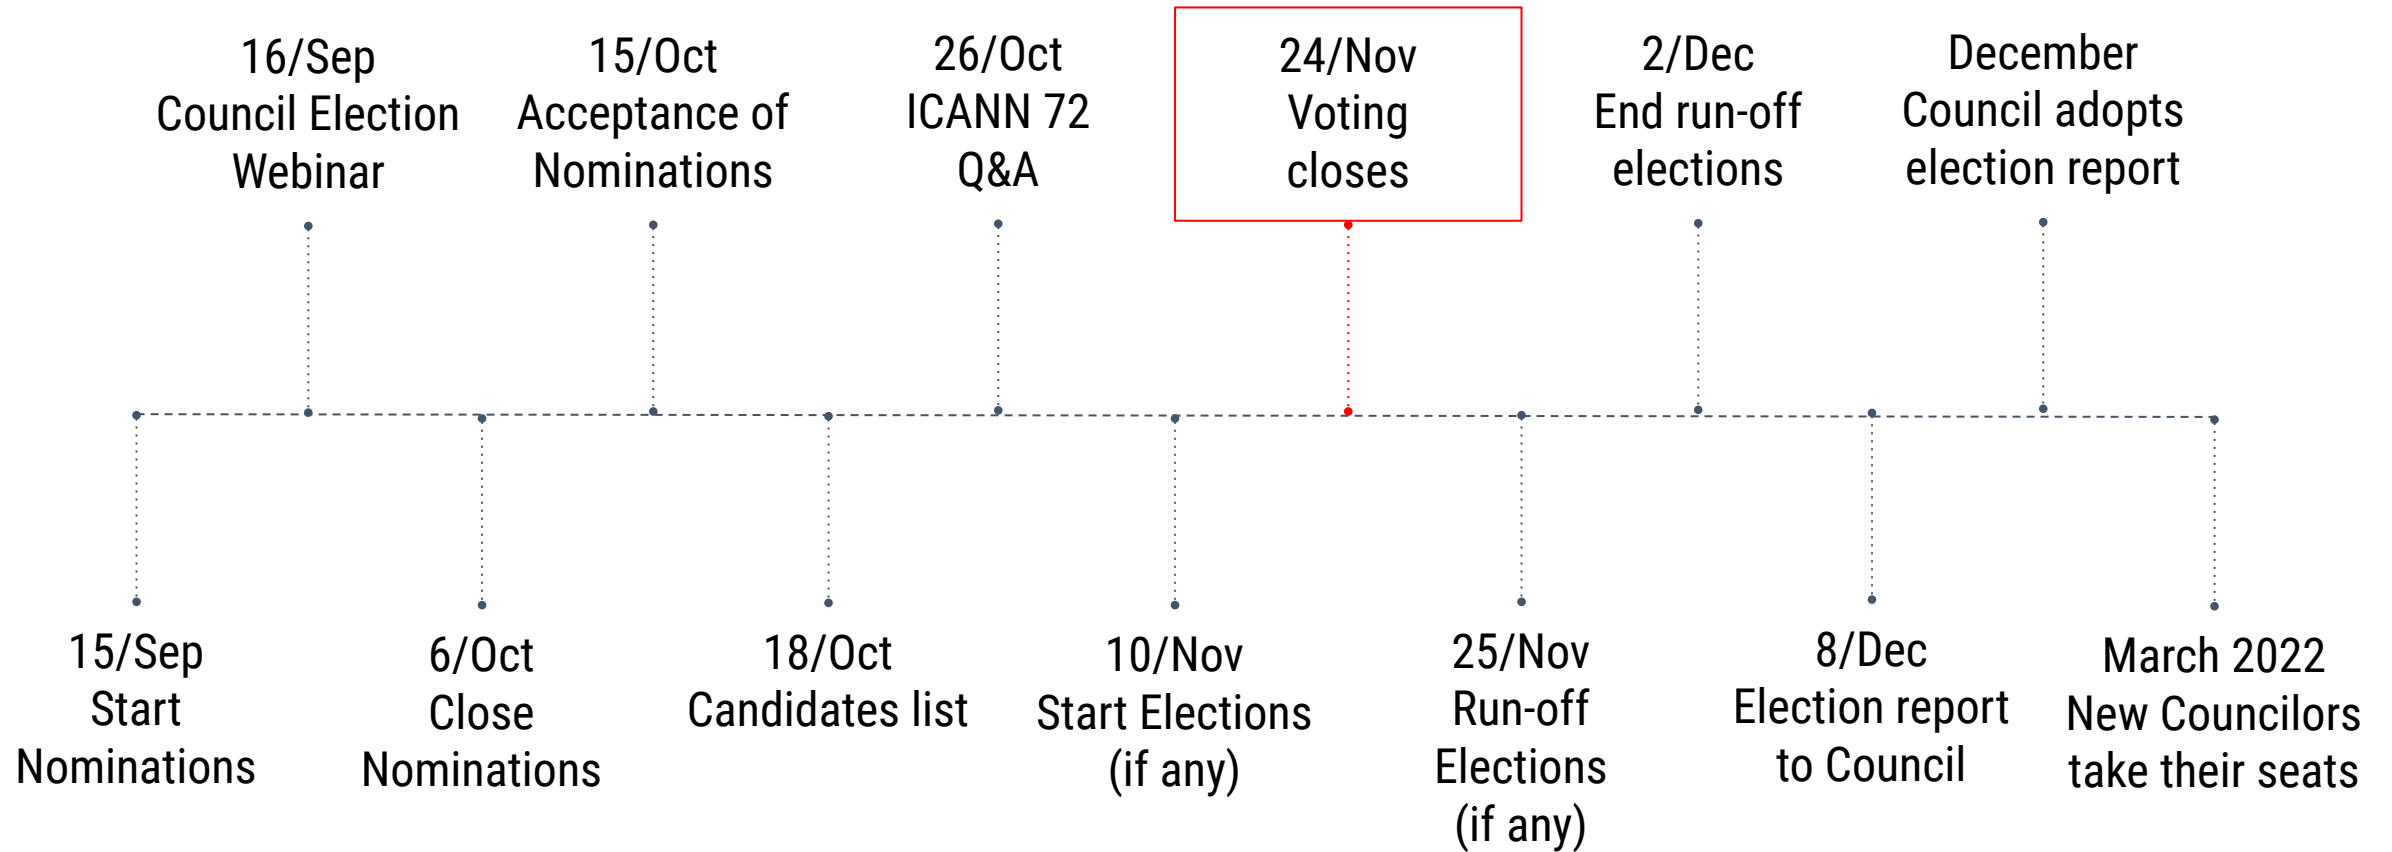 16/Sep
Council Election
Webinar
15/Oct
Acceptance of
Nominations
26/Oct
ICANN 72
Q&A
24/Nov
Voting
closes
2/Dec
End run-off
elections
December
Council adopts
election report
15/Sep
Start
Nominations
6/Oct
Close
Nominations
18/Oct
Candidates list
10/Nov
Start Elections
(if any)
25/Nov
Run-off
Elections
(if any)
8/Dec
Election report
to Council
March 2022
New Councilors
take their seats